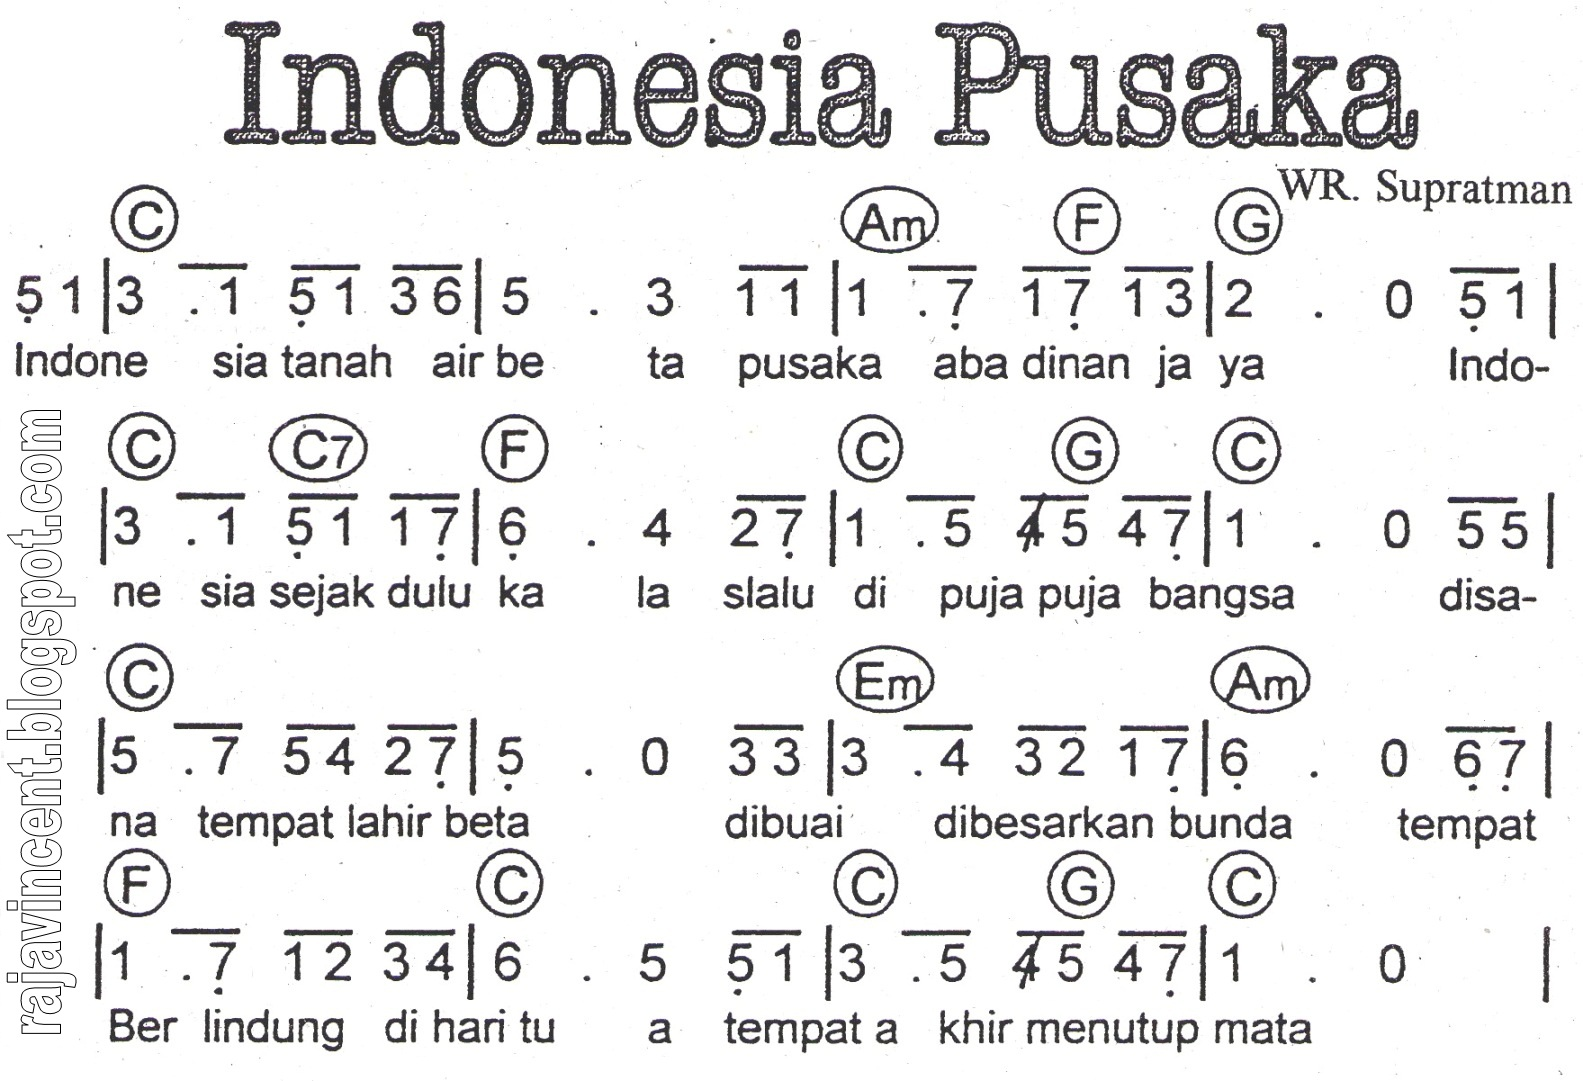 Indonesia Pusaka
WR. Supratman
C Am F G
5̣ 1 | 3 . 1 5̣ 1 3 6 | 5 . 3 1 1 | 1 . 7̣ 1 7̣ 1 3 | 2 . 0 5̣ 1 |
Indone sia tanah air be ta pusaka aba dinan ja ya Indo-
C C7 F C G C
| 3 . 1 5̣ 1 1 7̣ | 6̣ . 4 2 7̣ | 1 . 5 4̸ 5 4 7̣ | 1 . 0 5 5 |
ne sia sejak dulu ka la slalu di puja puja bangsa disa-
C Em Am
| 5 . 7 5 4 2 7̣ | 5̣ . 0 3 3 | 3 . 4 3 2 1 7̣ | 6̣ . 0 6̣ 7̣ |
na tempat lahir beta dibuai dibesarkan bunda tempat
F C C G C
| 1 . 7̣ 1 2 3 4 | 6 . 5 5̣ 1 | 3 . 5 4̸ 5 4 7̣ | 1 . 0 |
Ber lindung di hari tu a tempat a khir menutup mata
rajavincent.blogspot.com